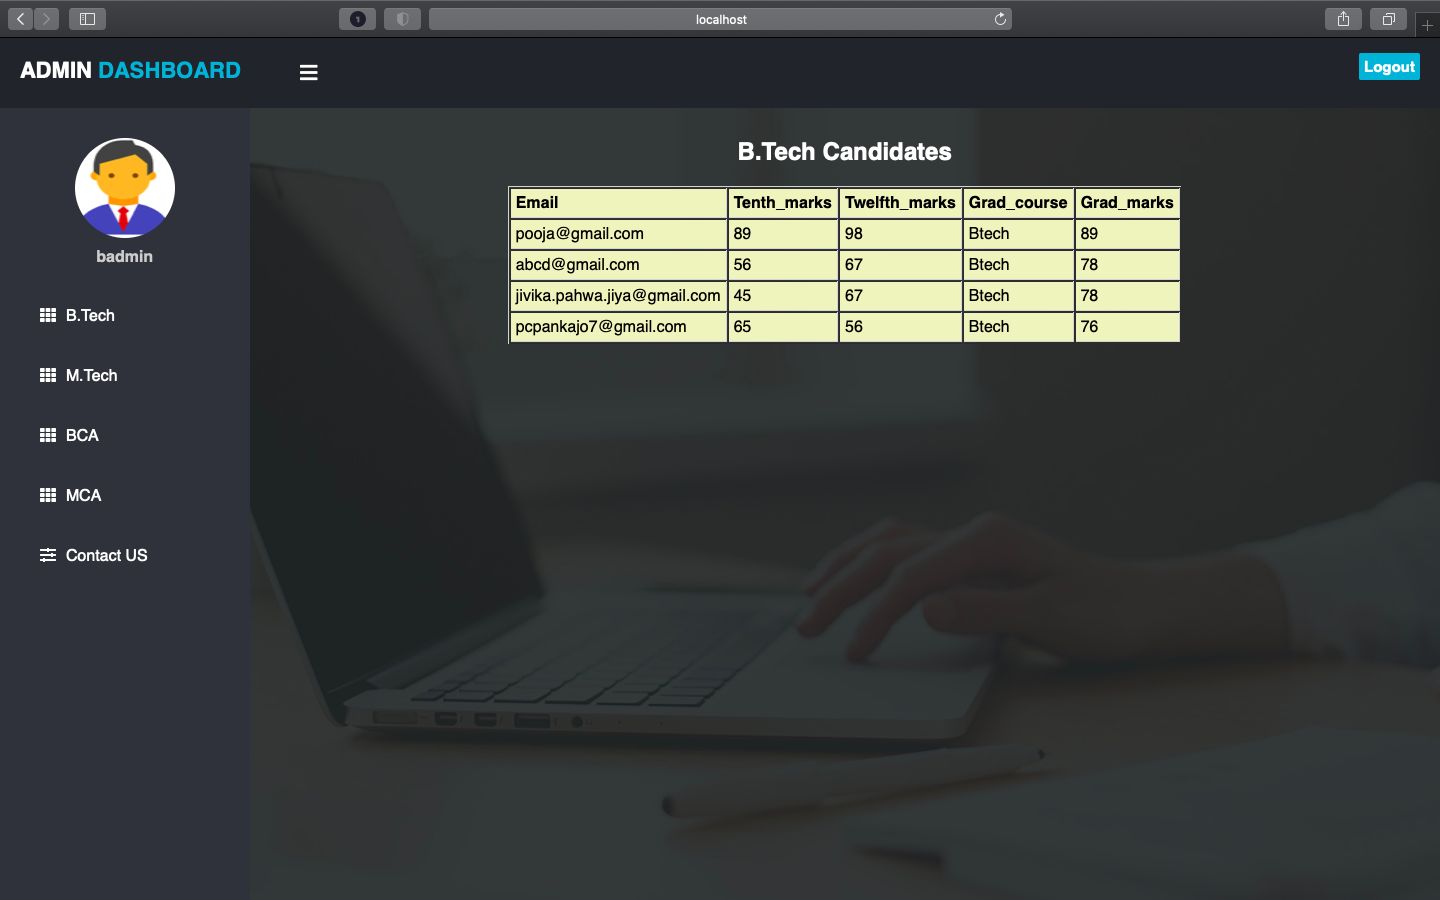 localhost
ADMIN DASHBOARD
Logout
badmin
B.Tech
M.Tech
BCA
MCA
Contact US
B.Tech Candidates
Email Tenth_marks Twelfth_marks Grad_course Grad_marks
pooja@gmail.com 89 98 Btech 89
abcd@gmail.com 56 67 Btech 78
jivika.pahwa.jiya@gmail.com 45 67 Btech 78
pcpankajo7@gmail.com 65 56 Btech 76